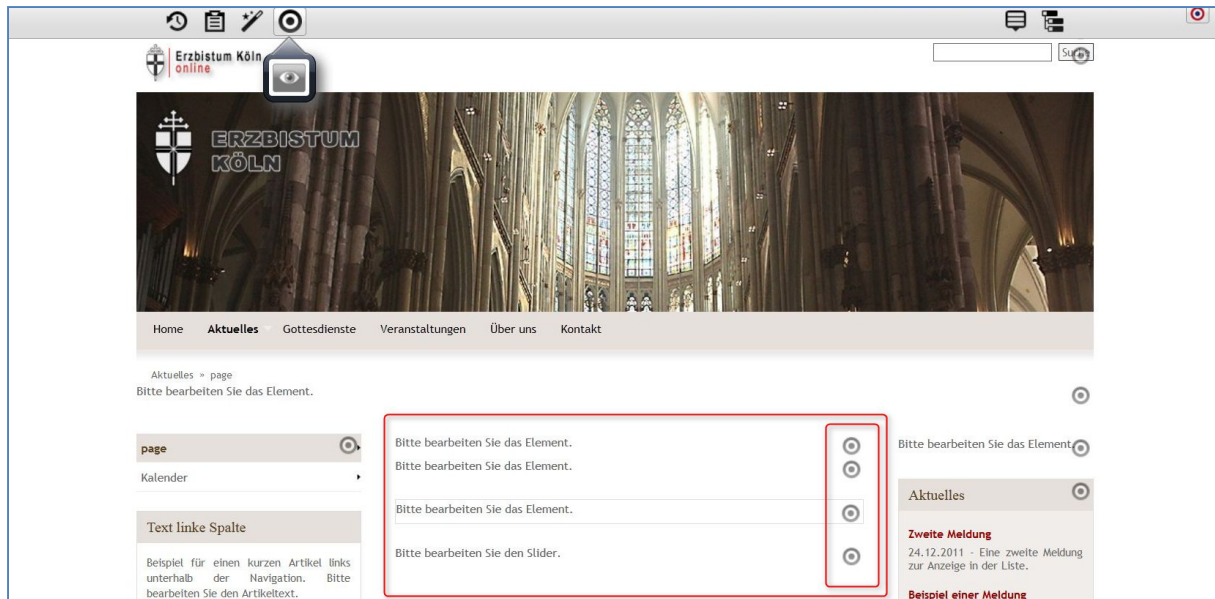 Erzbistum Köln
online
Suche
ERZBISTUM
KÖLN
Home Aktuelles Gottesdienste Veranstaltungen Über uns Kontakt
Aktuelles » page
Bitte bearbeiten Sie das Element.
page
Kalender
Text linke Spalte
Beispiel für einen kurzen Artikel links
unterhalb der Navigation. Bitte
bearbeiten Sie den Artikeltext.
Bitte bearbeiten Sie das Element.
Bitte bearbeiten Sie das Element.
Bitte bearbeiten Sie das Element.
Bitte bearbeiten Sie den Slider.
Bitte bearbeiten Sie das Element.
Aktuelles
Zweite Meldung
24.12.2011 - Eine zweite Meldung
zur Anzeige in der Liste.
Beispiel einer Meldung